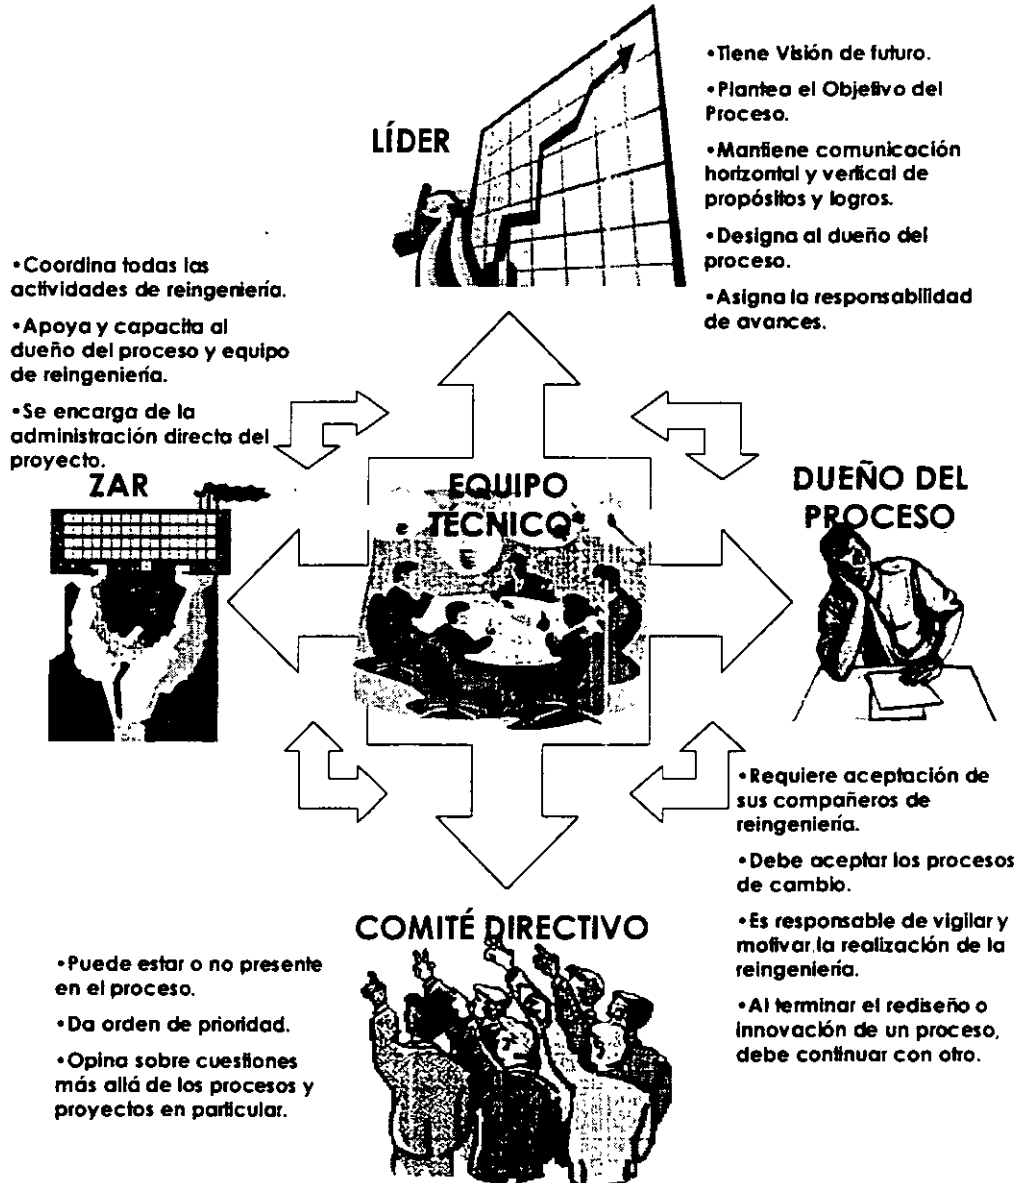 LÍDER
•Tiene Visión de futuro.
•Plantea el Objetivo del
Proceso.
•Mantiene comunicación
horizontal y vertical de
propósitos y logros.
•Designa al dueño del
proceso.
•Asigna la responsabilidad
de avances.
•Coordina todas las
actividades de reingeniería.
•Apoya y capacita al
dueño del proceso y equipo
de reingeniería.
•Se encarga de la
administración directa del
proyecto.
ZAR
EQUIPO
TÉCNICO
DUEÑO DEL
PROCESO
•Requiere aceptación de
sus compañeros de
reingeniería.
•Debe aceptar los procesos
de cambio.
•Es responsable de vigilar y
motivar la realización de la
reingeniería.
•Al terminar el rediseño o
innovación de un proceso,
debe continuar con otro.
COMITÉ DIRECTIVO
•Puede estar o no presente
en el proceso.
•Da orden de prioridad.
•Opina sobre cuestiones
más allá de los procesos y
proyectos en particular.